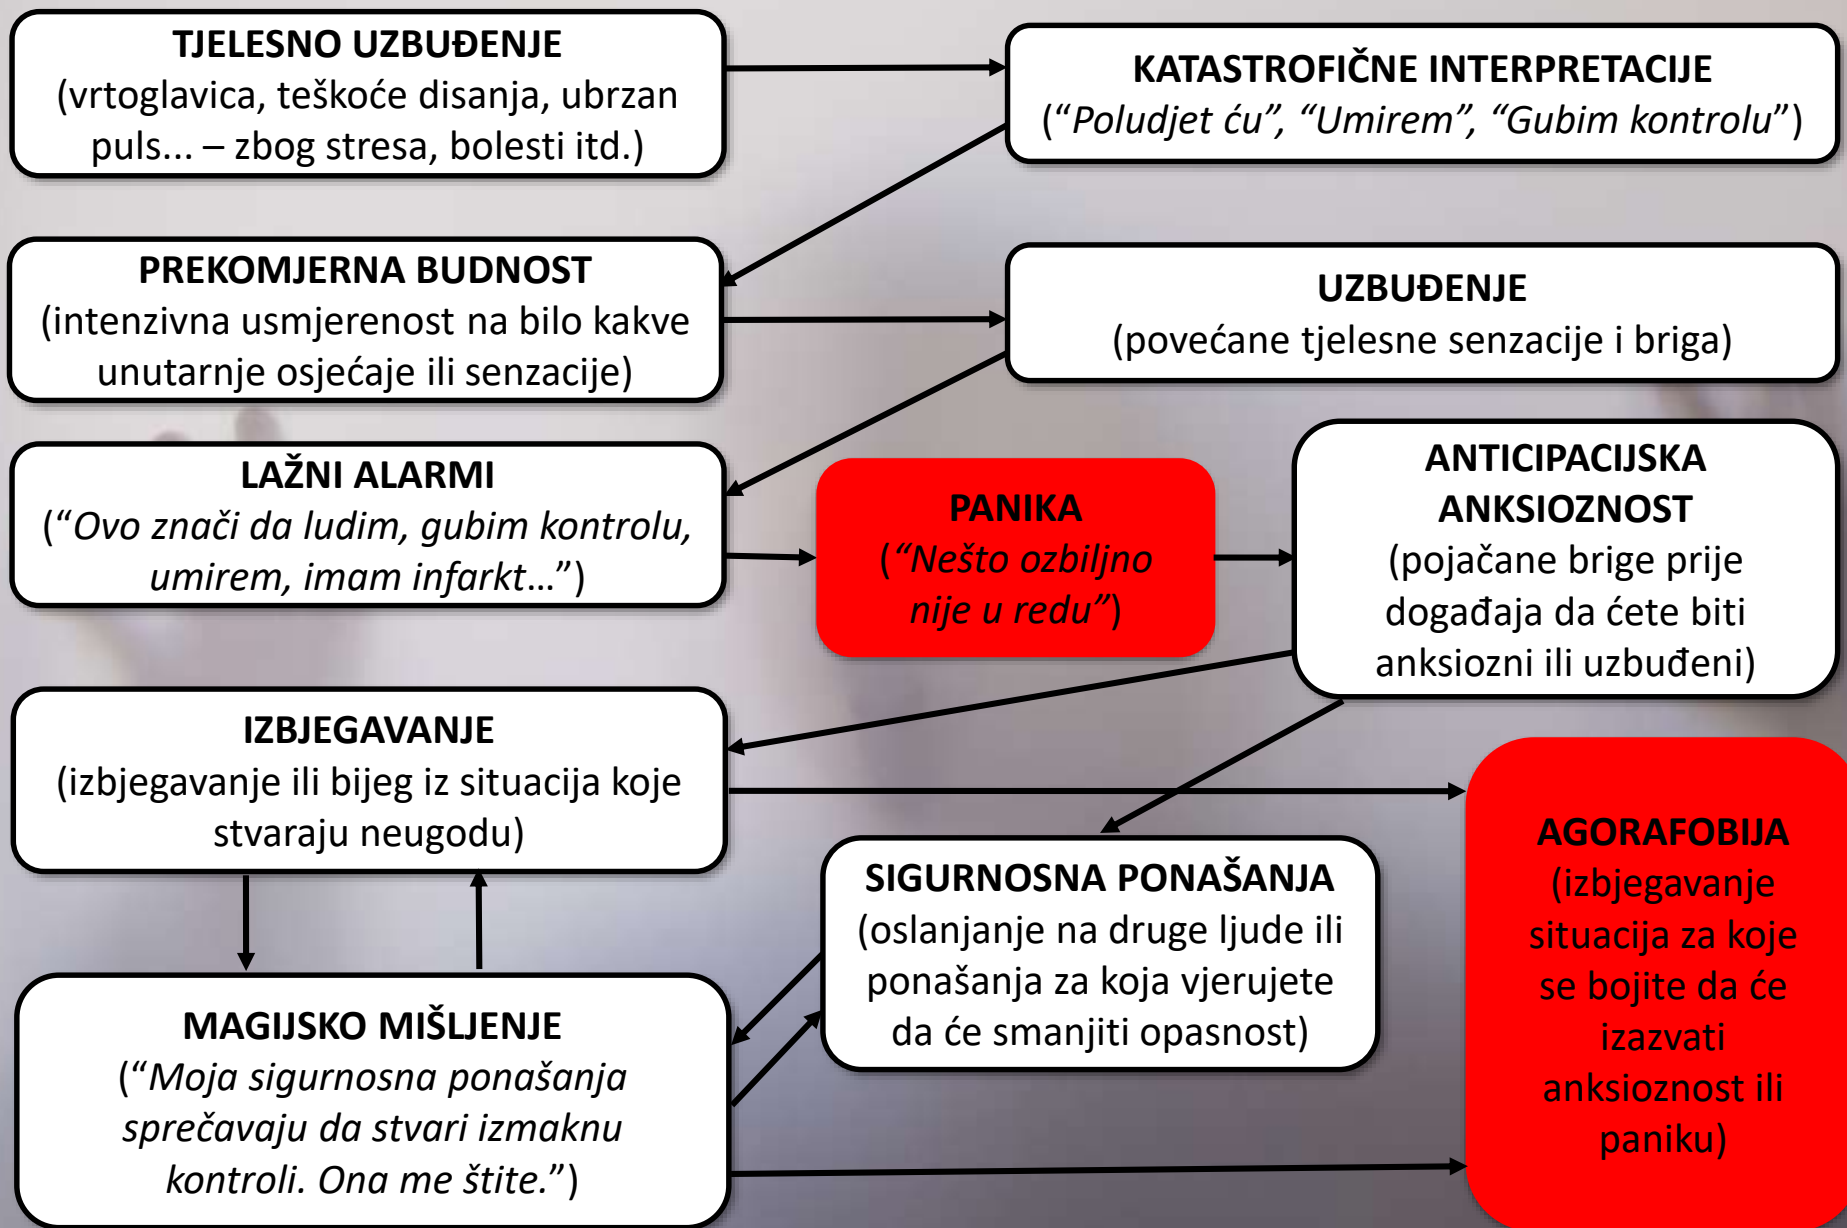 TJELESNO UZBUĐENJE
(vrtoglavica, teškoće disanja, ubrzan
puls... – zbog stresa, bolesti itd.)
KATASTROFIČNE INTERPRETACIJE
(“Poludjet ću”, “Umirem”, “Gubim kontrolu”)
PREKOMJERNA BUDNOST
(intenzivna usmjerenost na bilo kakve
unutarnje osjećaje ili senzacije)
UZBUĐENJE
(povećane tjelesne senzacije i briga)
LAŽNI ALARMI
(“Ovo znači da ludim, gubim kontrolu,
umirem, imam infarkt…”)
PANIKA
(“Nešto ozbiljno
nije u redu”)
ANTICIPACIJSKA
ANKSIOZNOST
(pojačane brige prije
događaja da ćete biti
anksiozni ili uzbuđeni)
IZBJEGAVANJE
(izbjegavanje ili bijeg iz situacija koje
stvaraju neugodu)
SIGURNOSNA PONAŠANJA
(oslanjanje na druge ljude ili
ponašanja za koja vjerujete
da će smanjiti opasnost)
AGORAFOBIJA
(izbjegavanje
situacija za koje
se bojite da će
izazvati
anksioznost ili
paniku)
MAGIJSKO MIŠLJENJE
(“Moja sigurnosna ponašanja
sprečavaju da stvari izmaknu
kontroli. Ona me štite.”)